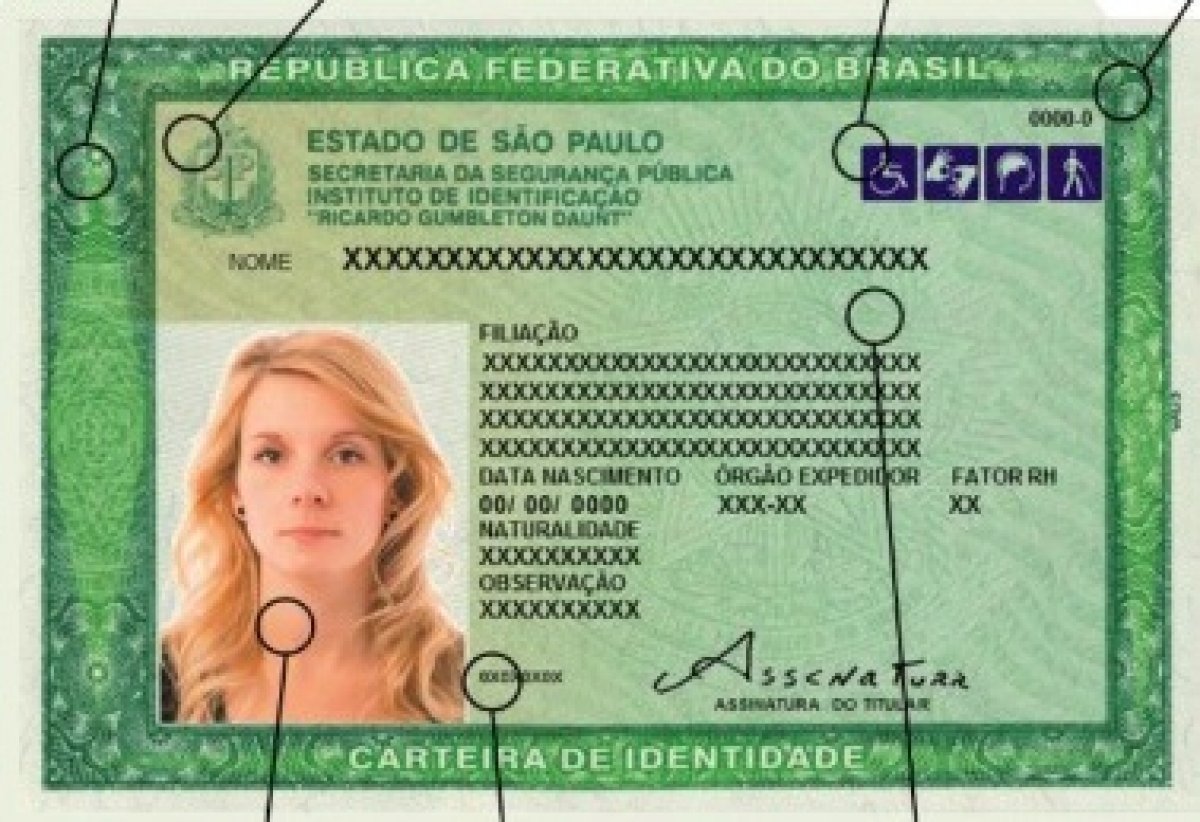 REPUBLICA FEDERATIVA DO BRASIL
0000-0
ESTADO DE SÃO PAULO
SECRETARIA DA SEGURANÇA PÚBLICA
INSTITUTO DE IDENTIFICAÇÃO
"RICARDO GUMBLETON DAUNT"
NOME XXXXXXXXXXXXXXXXXXXXXXXXXXXXXX
FILIAÇÃO
XXXXXXXXXXXXXXXXXXXXXXXXXXXX
XXXXXXXXXXXXXXXXXXXXXXXXXXXX
XXXXXXXXXXXXXXXXXXXXXXXXXXXX
XXXXXXXXXXXXXXXXXXXXXXXXXXXX
DATA NASCIMENTO ÓRGÃO EXPEDIDOR FATOR RH
00/ 00/ 0000 XXX-XX XX
NATURALIDADE
XXXXXXXXXX
OBSERVAÇÃO
XXXXXXXXXX
ASSINATURA
ASSINATURA DO TITULAR
CARTEIRA DE IDENTIDADE